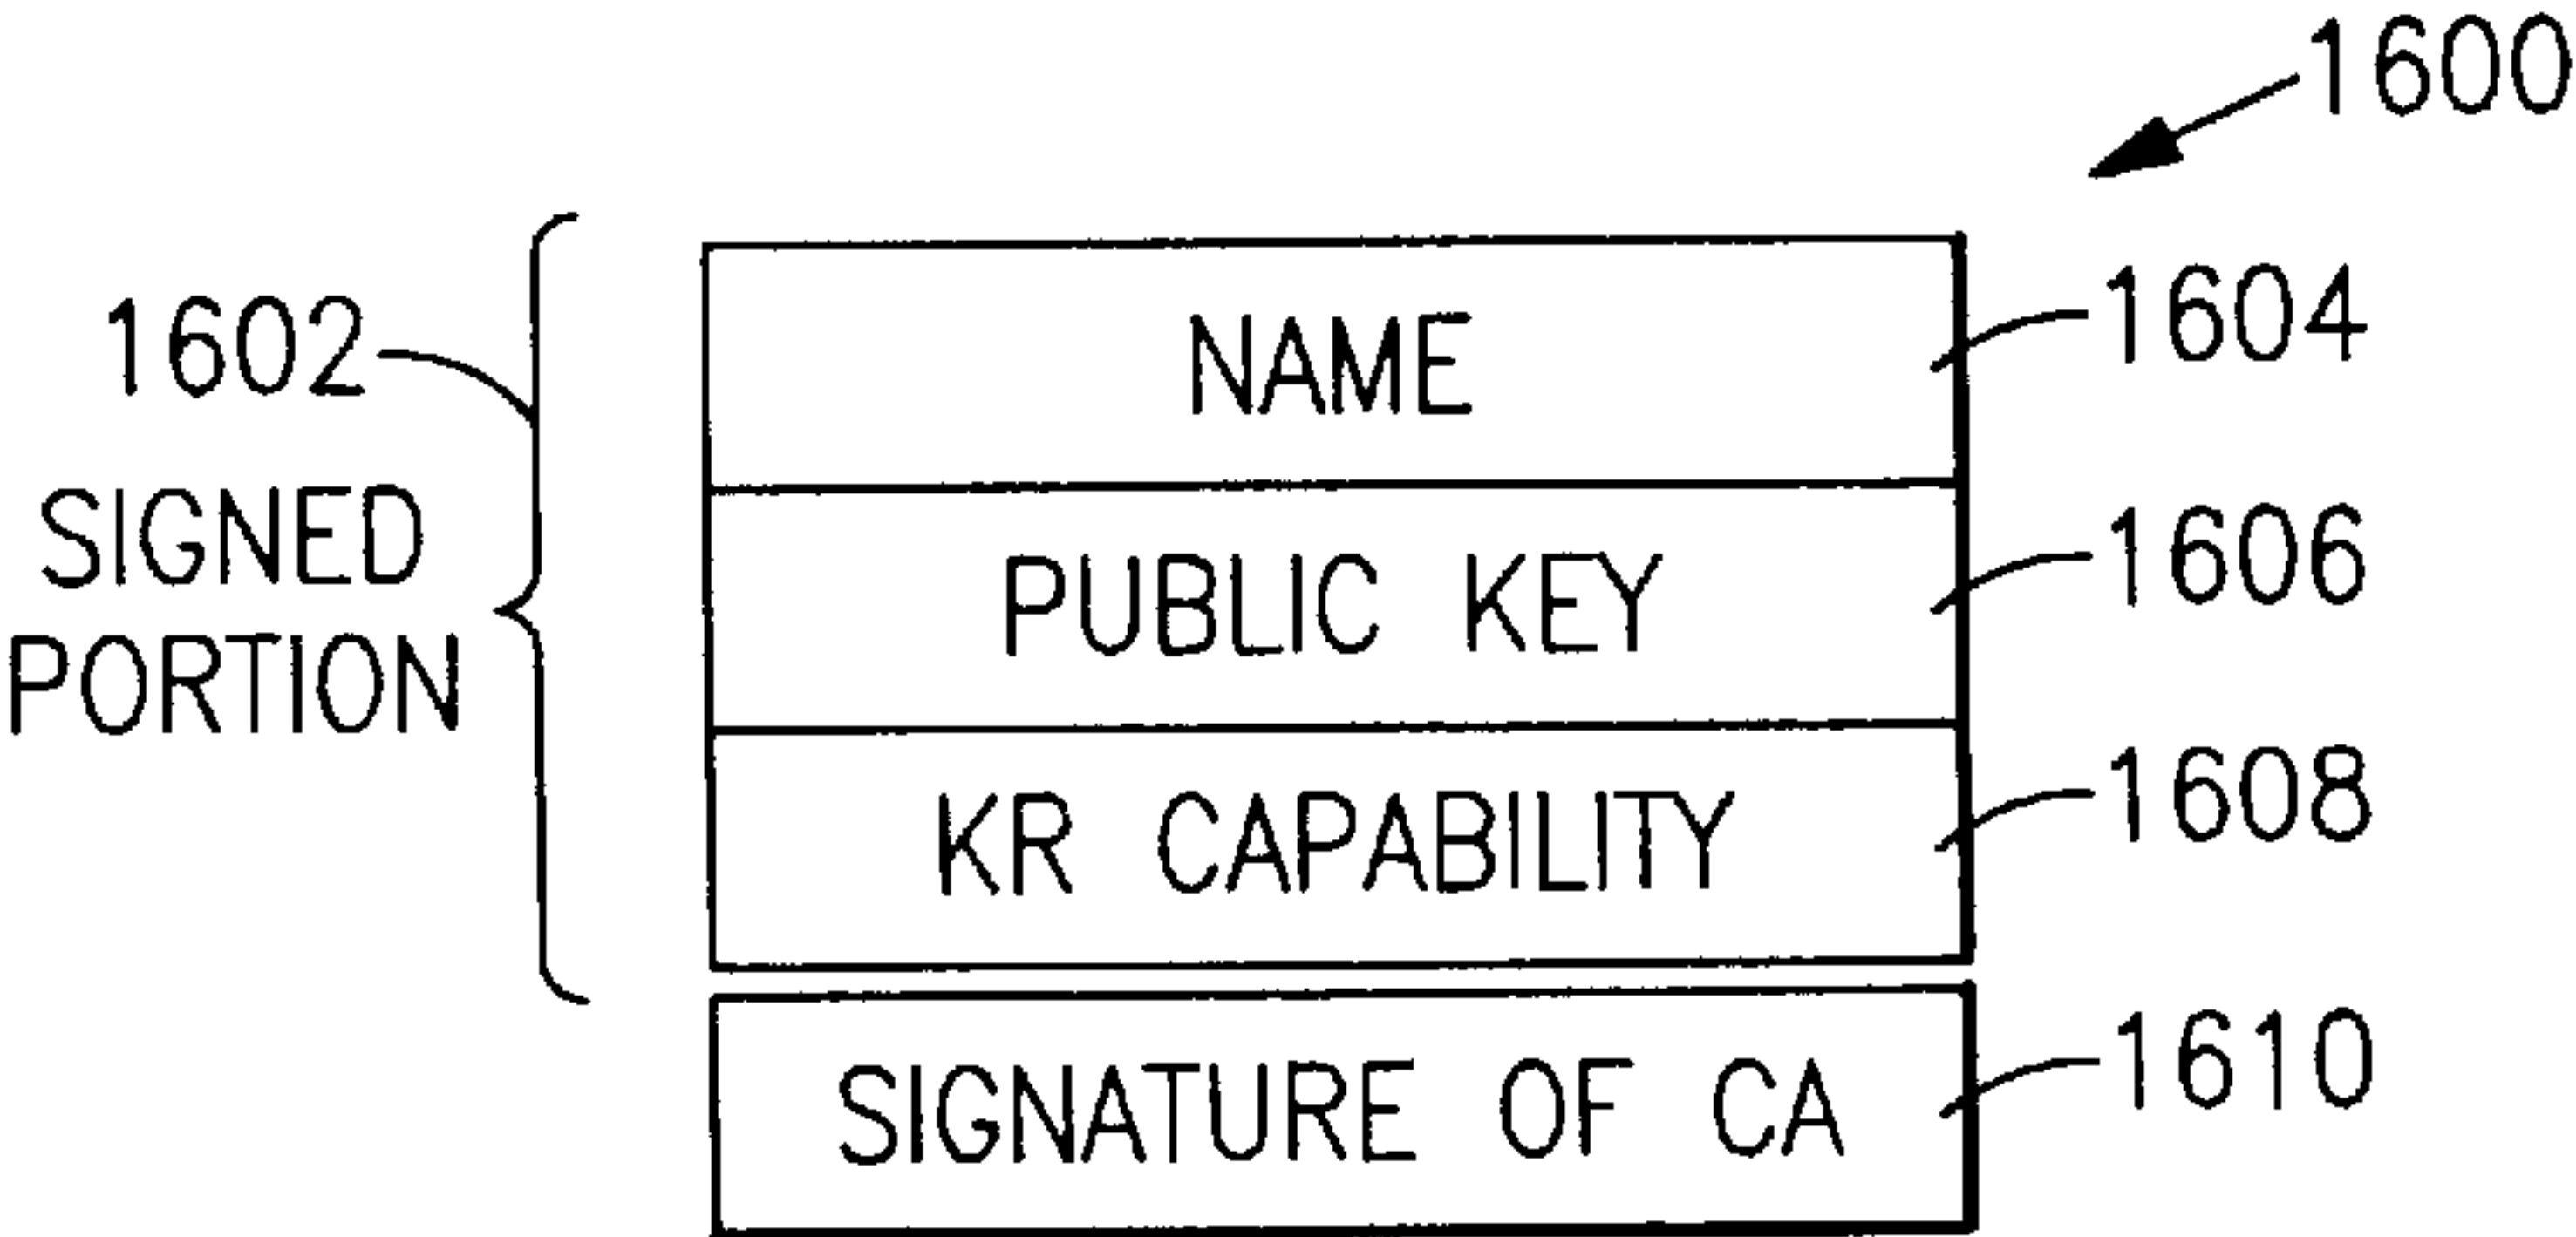 1600
1602
SIGNED
PORTION
NAME
1604
PUBLIC KEY
1606
KR CAPABILITY
1608
SIGNATURE OF CA
1610